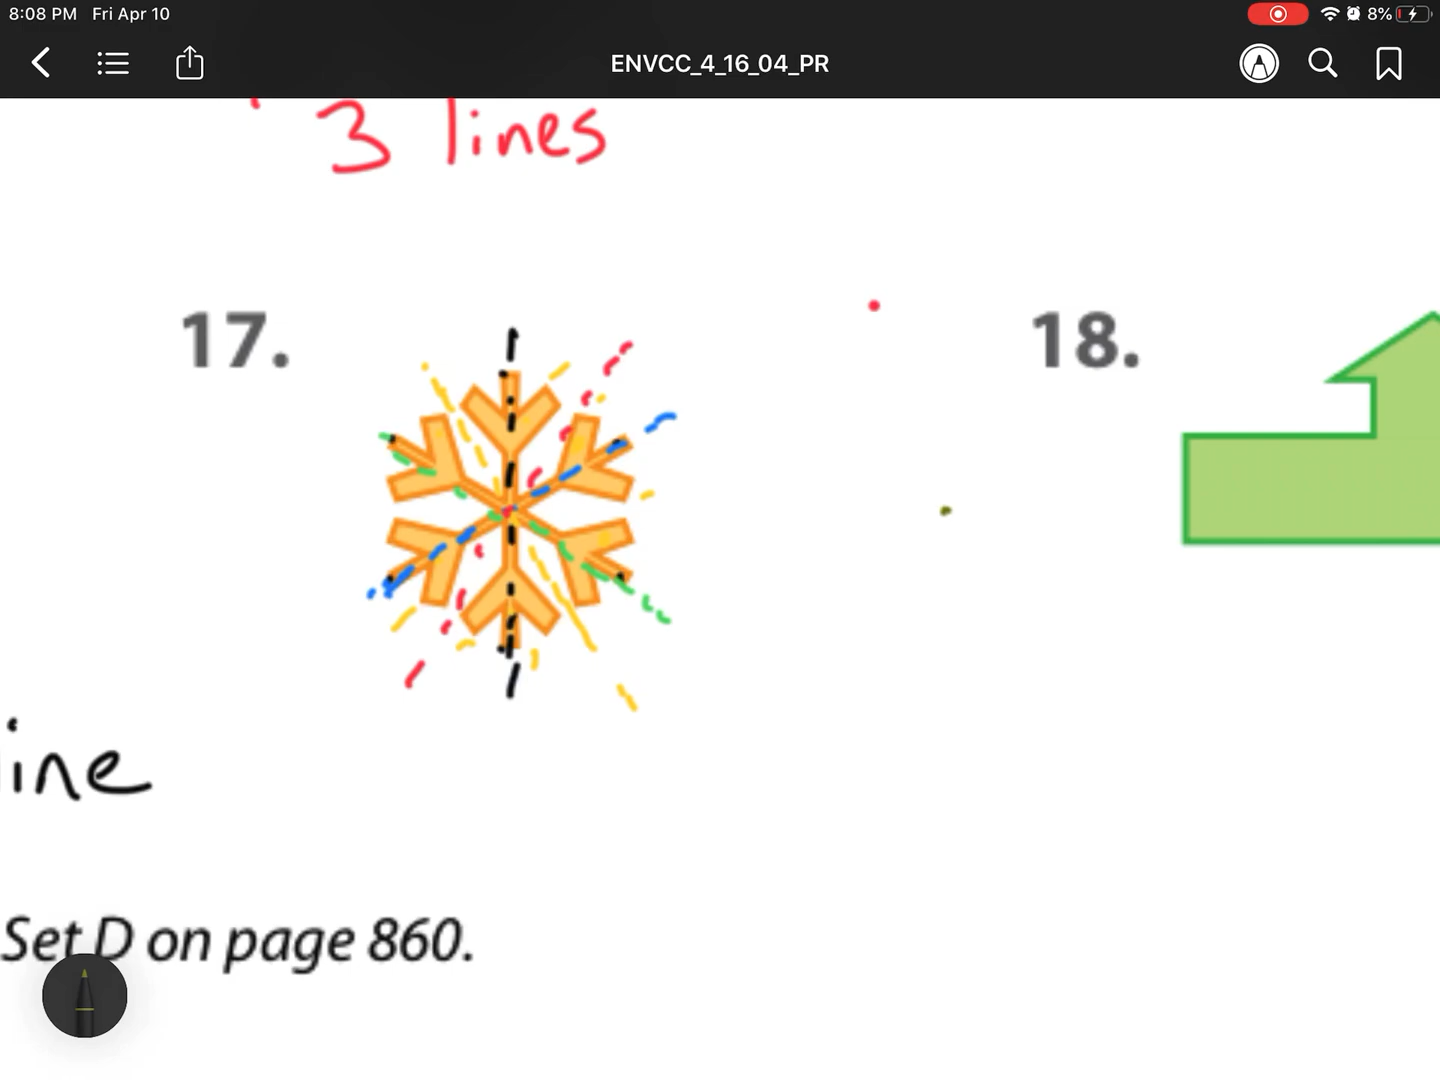 8:08 PM Fri Apr 10
8%
ENVCC_4_16_04_PR
3 lines
17.
18.
ine
Set D on page 860.